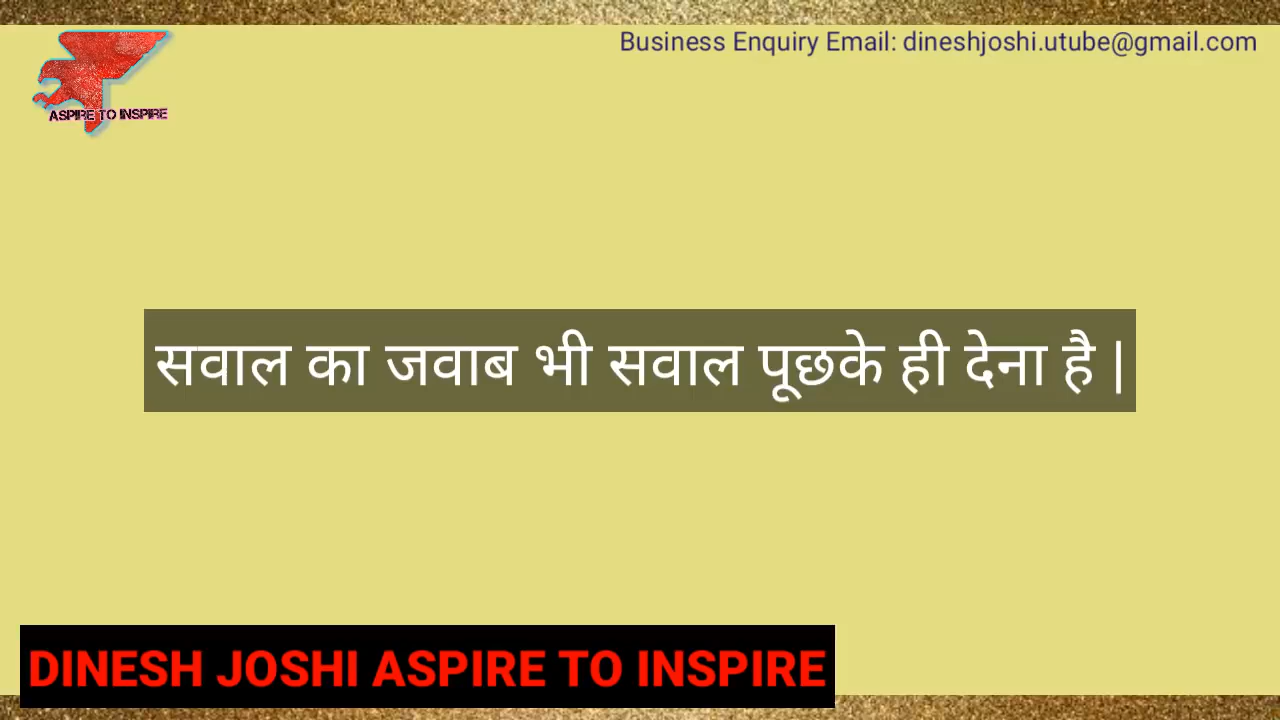 Business Enquiry Email: dineshjoshi.utube@gmail.com
ASPIRE TO INSPIRE
सवाल का जवाब भी सवाल पूछके ही देना है |
DINESH JOSHI ASPIRE TO INSPIRE